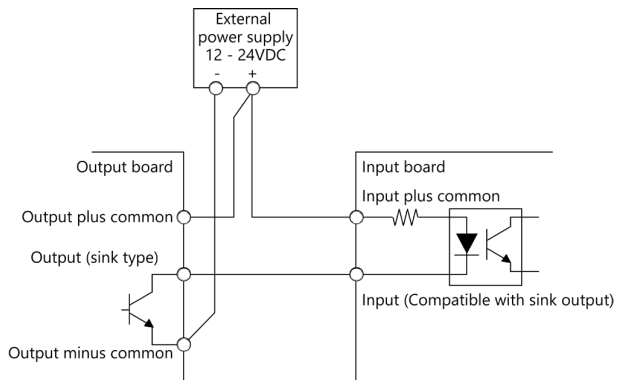 External
power supply
12 - 24VDC
- +
Output board
Input board
Input plus common
Output plus common
Output (sink type)
Input (Compatible with sink output)
Output minus common